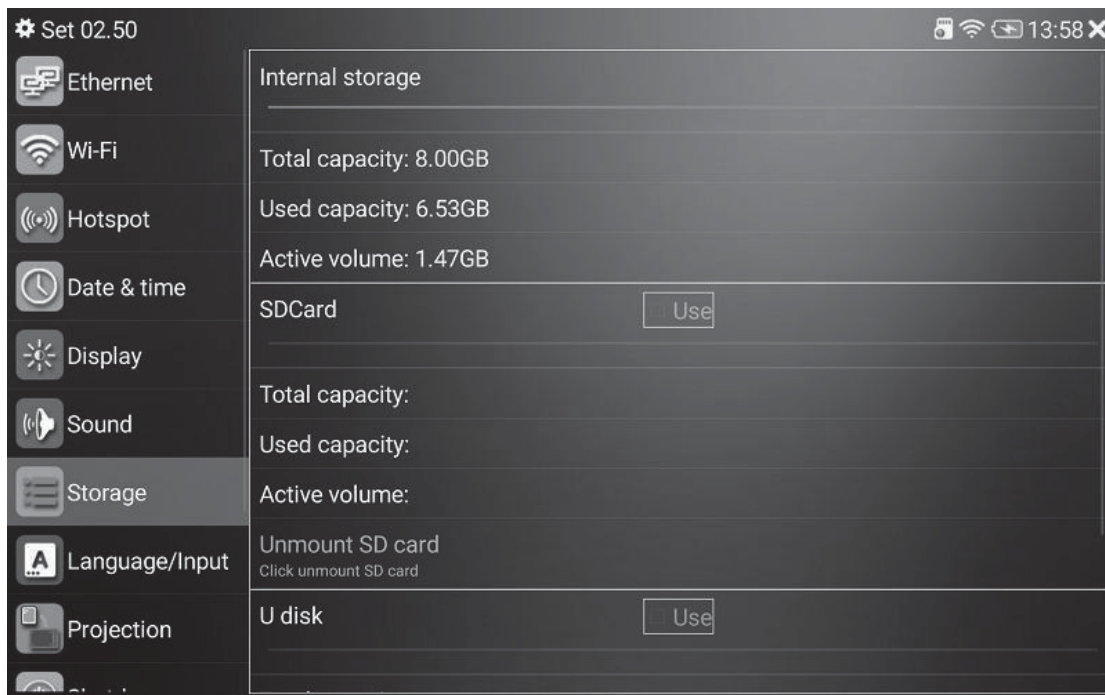 Set 02.50
13:58
Ethernet
Wi-Fi
Hotspot
Date & time
Display
Sound
Storage
Language/Input
Projection
Internal storage
Total capacity: 8.00GB
Used capacity: 6.53GB
Active volume: 1.47GB
SDCard
Use
Total capacity:
Used capacity:
Active volume:
Unmount SD card
Click unmount SD card
U disk
Use